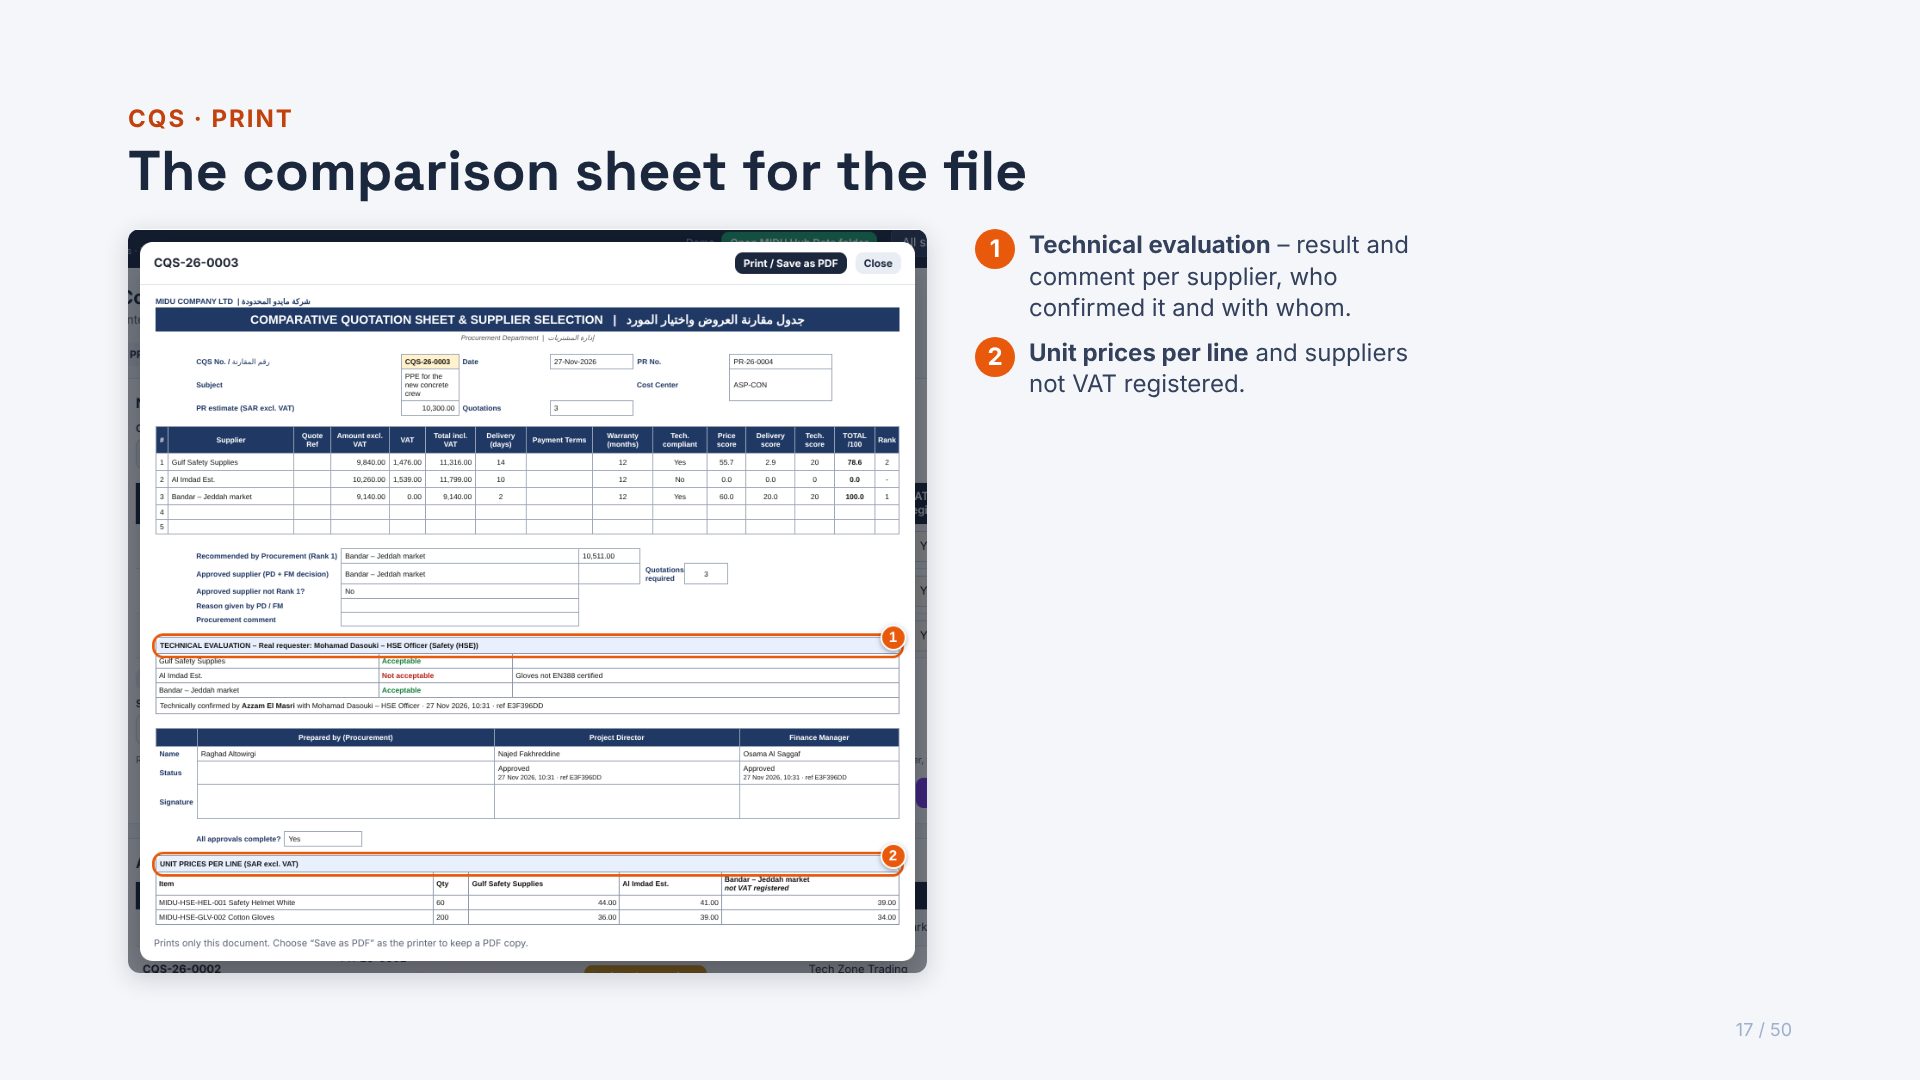 CQS · PRINT
The comparison sheet for the file
CQS-26-0003
Print / Save as PDF
Close
MIDU COMPANY LTD | شركة مايدو المحدودة
COMPARATIVE QUOTATION SHEET & SUPPLIER SELECTION | جدول مقارنة العروض واختيار المورد
Procurement Department | إدارة المشتريات
CQS No. / رقم المقارنة CQS-26-0003 Date 27-Nov-2026 PR No. PR-26-0004
Subject PPE for the new concrete crew Cost Center ASP-CON
PR estimate (SAR excl. VAT) 10,300.00 Quotations 3
# Supplier Quote Ref Amount excl. VAT VAT Total incl. VAT Delivery (days) Payment Terms Warranty (months) Tech. compliant Price score Delivery score Tech. score TOTAL /100 Rank
1 Gulf Safety Supplies 9,840.00 1,476.00 11,316.00 14 12 Yes 55.7 2.9 20 78.6 2
2 Al Imdad Est. 10,260.00 1,539.00 11,799.00 10 12 No 0.0 0.0 0 0.0 -
3 Bandar – Jeddah market 9,140.00 0.00 9,140.00 2 12 Yes 60.0 20.0 20 100.0 1
4
5
Recommended by Procurement (Rank 1) Bandar – Jeddah market 10,511.00
Approved supplier (PD + FM decision) Bandar – Jeddah market Quotations required 3
Approved supplier not Rank 1? No
Reason given by PD / FM
Procurement comment
TECHNICAL EVALUATION – Real requester: Mohamad Dasouki – HSE Officer (Safety (HSE)) 1
Gulf Safety Supplies Acceptable
Al Imdad Est. Not acceptable Gloves not EN388 certified
Bandar – Jeddah market Acceptable
Technically confirmed by Azzam El Masri with Mohamad Dasouki – HSE Officer · 27 Nov 2026, 10:31 · ref E3F396DD
Prepared by (Procurement) Project Director Finance Manager
Name Raghad Altowirgi Najed Fakhreddine Osama Al Saggaf
Status Approved Approved
27 Nov 2026, 10:31 · ref E3F396DD 27 Nov 2026, 10:31 · ref E3F396DD
Signature
All approvals complete? Yes
UNIT PRICES PER LINE (SAR excl. VAT) 2
Item Qty Gulf Safety Supplies Al Imdad Est. Bandar – Jeddah market not VAT registered
MIDU-HSE-HEL-001 Safety Helmet White 60 44.00 41.00 39.00
MIDU-HSE-GLV-002 Cotton Gloves 200 36.00 39.00 34.00
Prints only this document. Choose “Save as PDF” as the printer to keep a PDF copy.
CQS-26-0002
Tech Zone Trading
1 Technical evaluation – result and
comment per supplier, who
confirmed it and with whom.
2 Unit prices per line and suppliers
not VAT registered.
17 / 50